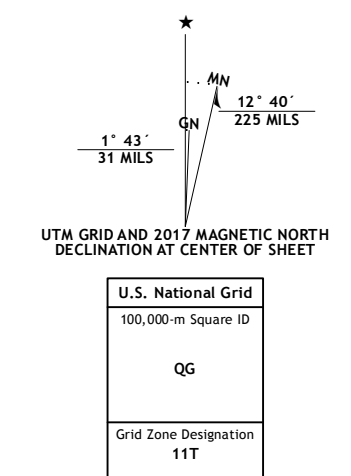 ★
MN
GN
12° 40´
225 MILS
1° 43´
31 MILS
UTM GRID AND 2017 MAGNETIC NORTH
DECLINATION AT CENTER OF SHEET
U.S. National Grid
100,000-m Square ID
QG
Grid Zone Designation
11T